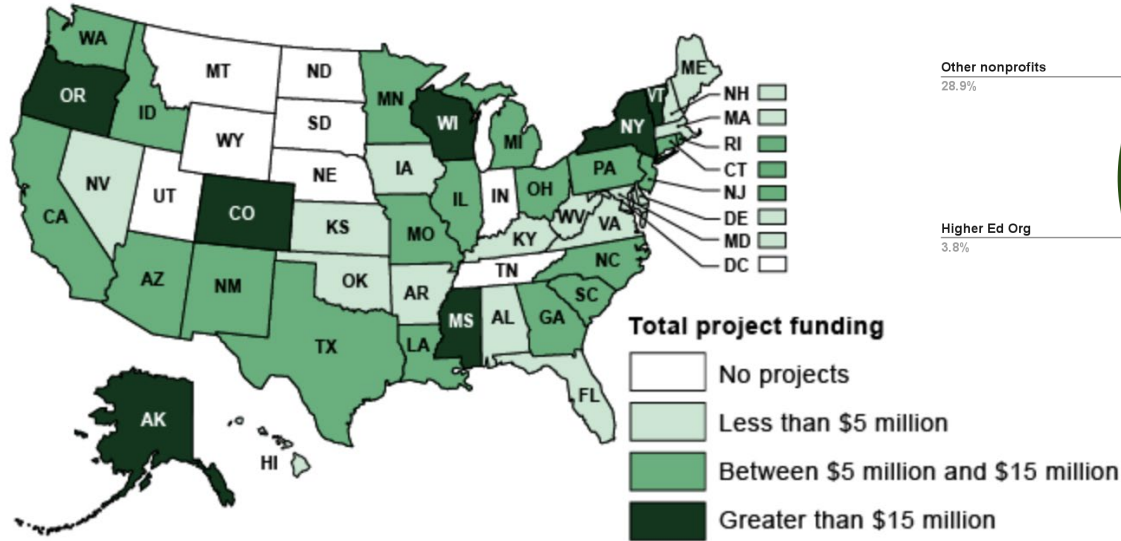 WA
MT
ND
MN
ME
OR
ID
WY
SD
WI
MI
NY
VT
NH
MA
RI
CT
NJ
DE
MD
DC
NV
UT
CO
NE
IA
IL
IN
OH
PA
CA
KS
MO
KY
WV
VA
AZ
NM
OK
AR
TN
NC
SC
TX
LA
MS
AL
GA
FL
AK
HI
Total project funding
No projects
Less than $5 million
Between $5 million and $15 million
Greater than $15 million
Other nonprofits
28.9%
Higher Ed Org
3.8%